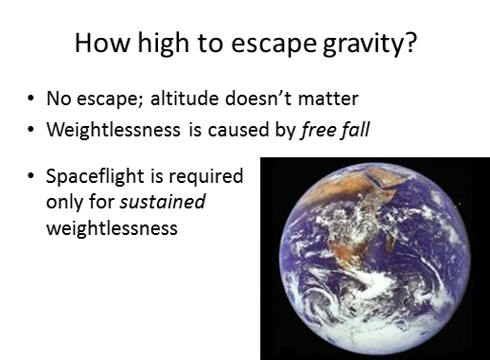 How high to escape gravity?
• No escape; altitude doesn’t matter
• Weightlessness is caused by free fall
• Spaceflight is required
only for sustained
weightlessness